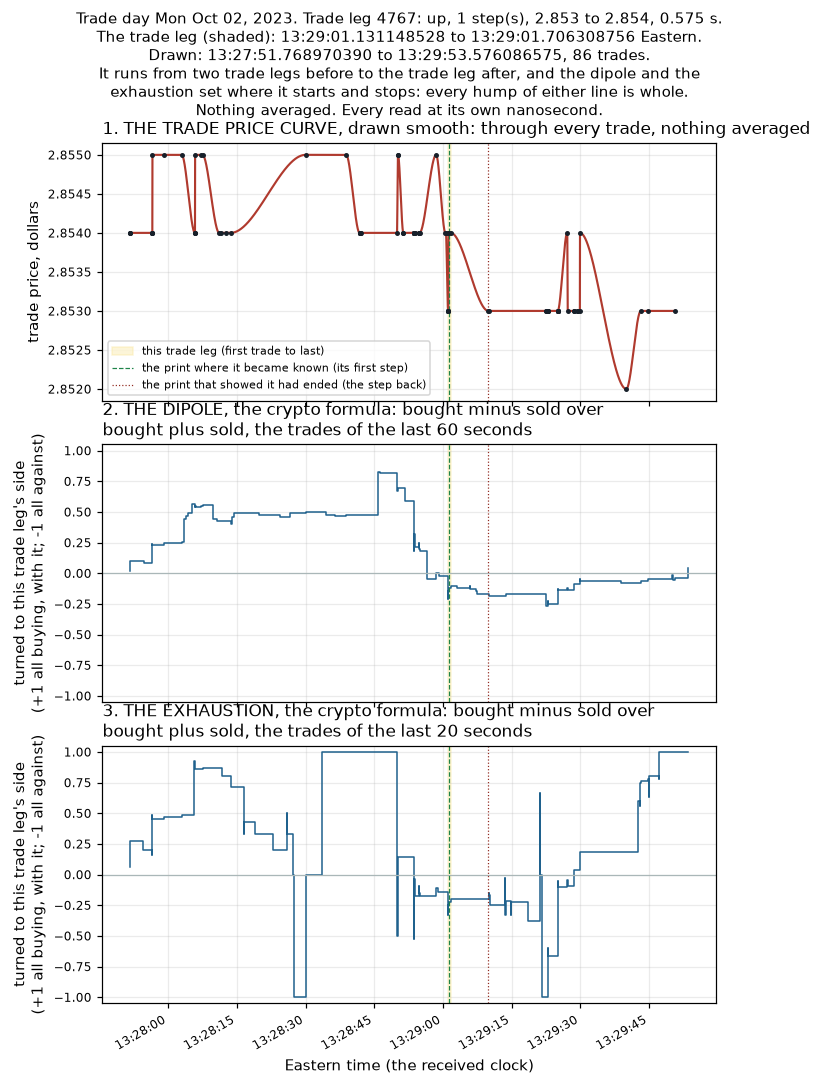 Trade day Mon Oct 02, 2023. Trade leg 4767: up, 1 step(s), 2.853 to 2.854, 0.575 s.
The trade leg (shaded): 13:29:01.131148528 to 13:29:01.706308756 Eastern.
Drawn: 13:27:51.768970390 to 13:29:53.576086575, 86 trades.
It runs from two trade legs before to the trade leg after, and the dipole and the
exhaustion set where it starts and stops: every hump of either line is whole.
Nothing averaged. Every read at its own nanosecond.
1. THE TRADE PRICE CURVE, drawn smooth: through every trade, nothing averaged
2.8550
2.8545
2.8540
2.8535
2.8530
2.8525
2.8520
trade price, dollars
this trade leg (first trade to last)
the print where it became known (its first step)
the print that showed it had ended (the step back)
2. THE DIPOLE, the crypto formula: bought minus sold over
bought plus sold, the trades of the last 60 seconds
1.00
0.75
0.50
0.25
0.00
−0.25
−0.50
−0.75
−1.00
turned to this trade leg's side
(+1 all buying, with it; -1 all against)
3. THE EXHAUSTION, the crypto formula: bought minus sold over
bought plus sold, the trades of the last 20 seconds
1.00
0.75
0.50
0.25
0.00
−0.25
−0.50
−0.75
−1.00
turned to this trade leg's side
(+1 all buying, with it; -1 all against)
13:28:00
13:28:15
13:28:30
13:28:45
13:29:00
13:29:15
13:29:30
13:29:45
Eastern time (the received clock)